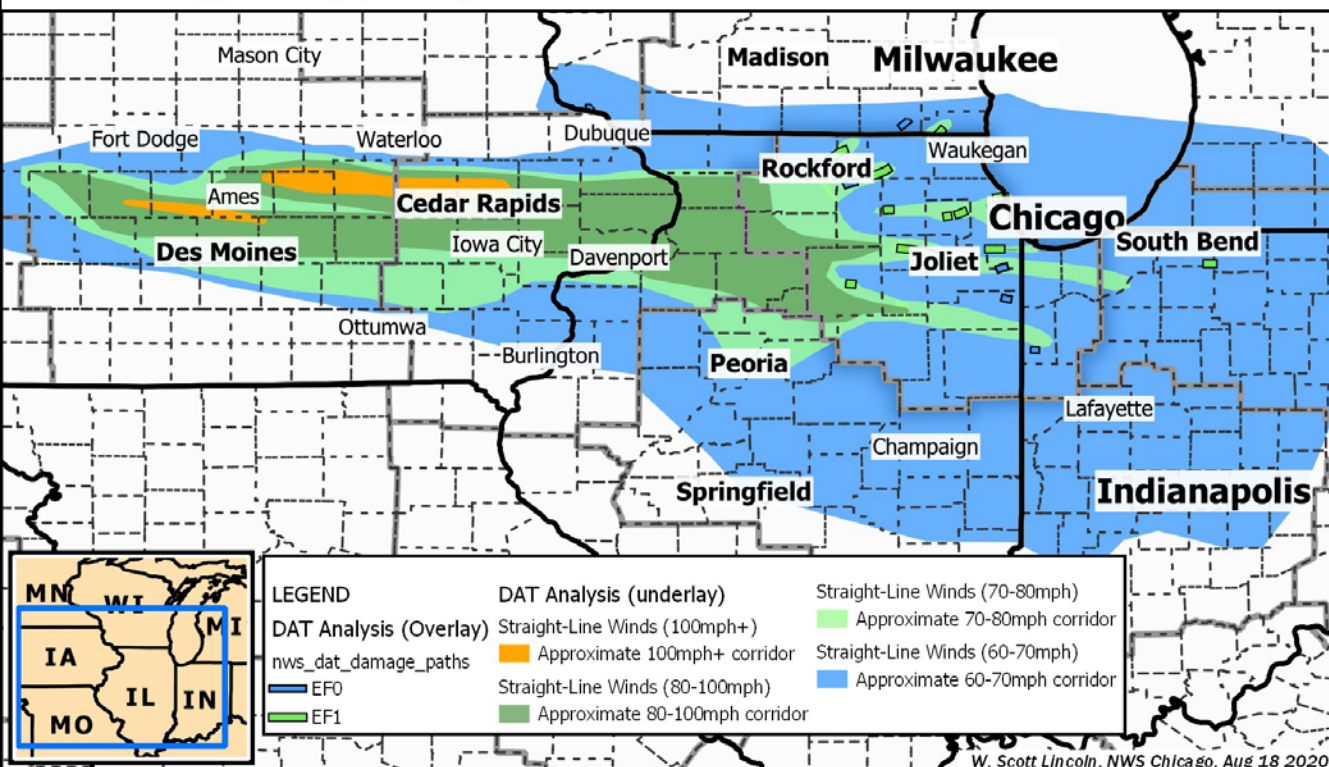 Mason City
Madison
Milwaukee
Fort Dodge
Waterloo
Dubuque
Waukegan
Rockford
Ames
Cedar Rapids
Chicago
Des Moines
Iowa City
Davenport
Joliet
South Bend
Ottumwa
Burlington
Peoria
Lafayette
Champaign
Springfield
Indianapolis
MN
WI
MI
IA
IL
IN
MO
LEGEND
DAT Analysis (Overlay)
nws_dat_damage_paths
EF0
EF1
DAT Analysis (underlay)
Straight-Line Winds (100mph+)
Approximate 100mph+ corridor
Straight-Line Winds (80-100mph)
Approximate 80-100mph corridor
Straight-Line Winds (70-80mph)
Approximate 70-80mph corridor
Straight-Line Winds (60-70mph)
Approximate 60-70mph corridor
W. Scott Lincoln, NWS Chicago, Aug 18 2020